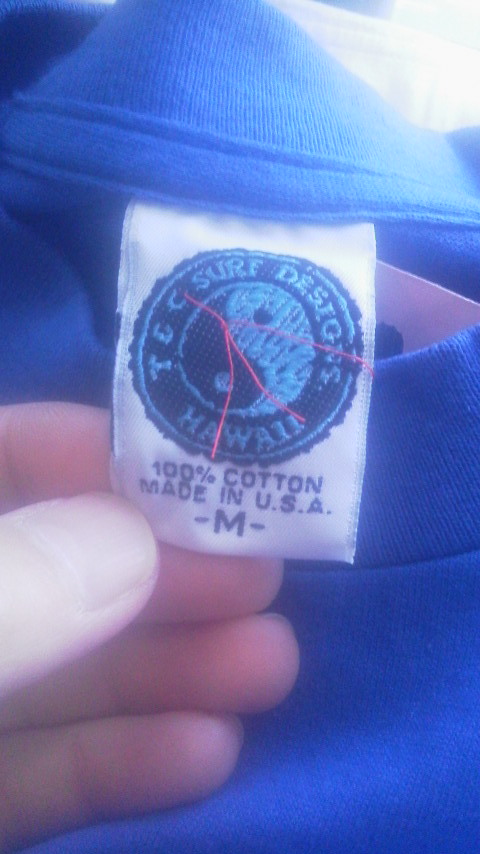 T & C SURF DESIGNS
HAWAII
100% COTTON
MADE IN U.S.A.
-M-